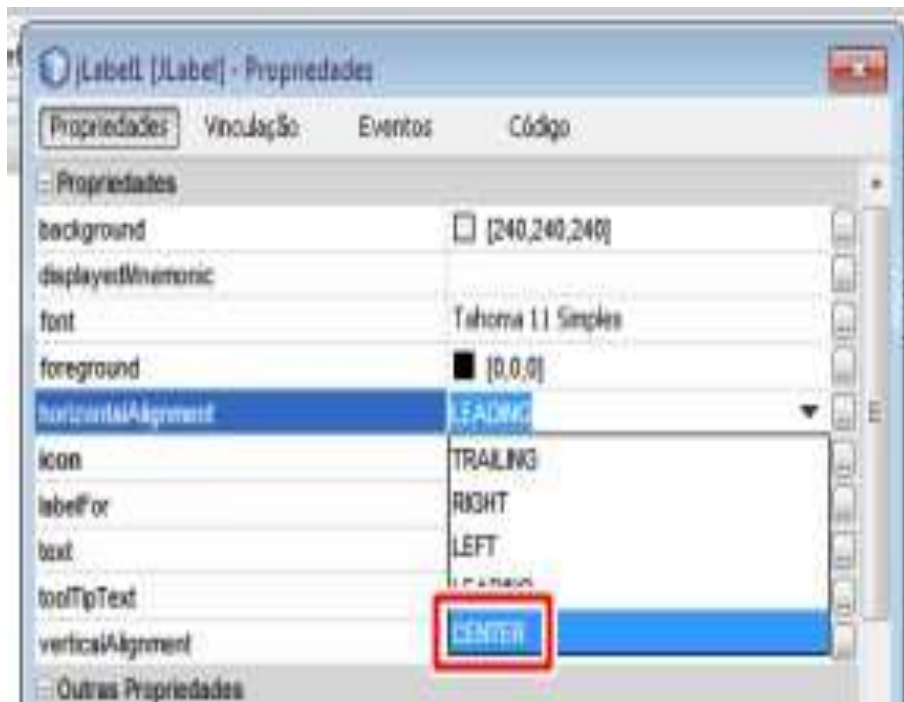 jLabel1 [JLabel] - Propriedades
Propriedades Vinculação Eventos Código
Propriedades
background [240,240,240]
displayedMnemonic
font Tahoma 11 Simples
foreground [0,0,0]
horizontalAlignment LEADING
icon TRAILING
labelFor RIGHT
text LEFT
toolTipText LEADING
verticalAlignment CENTER
Outras Propriedades